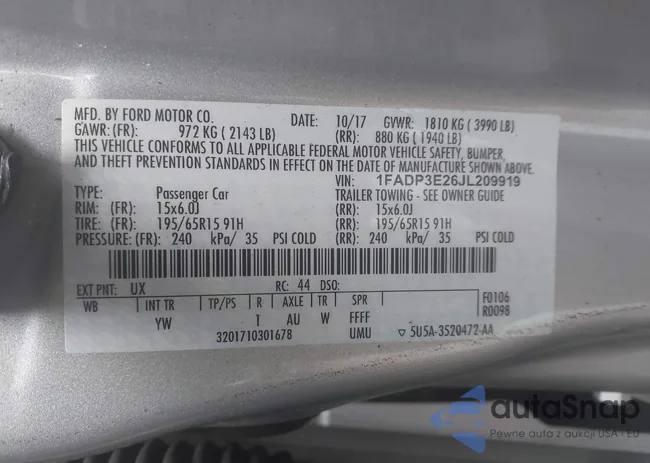 MFD. BY FORD MOTOR CO. DATE: 10/17 GVWR: 1810 KG ( 3990 LB)
GAWR: (FR): 972 KG ( 2143 LB) (RR): 880 KG ( 1940 LB)
THIS VEHICLE CONFORMS TO ALL APPLICABLE FEDERAL MOTOR VEHICLE SAFETY, BUMPER,
AND THEFT PREVENTION STANDARDS IN EFFECT ON THE DATE OF MANUFACTURE SHOWN ABOVE.
VIN: 1FADP3E26JL209919
TYPE: Passenger Car TRAILER TOWING - SEE OWNER GUIDE
RIM: (FR) 15x6.0J (RR): 15x6.0J
TIRE: (FR) 195/65R15 91H (RR): 195/65R15 91H
PRESSURE: (FR) 240 kPa/ 35 PSI COLD (RR): 240 kPa/ 35 PSI COLD
EXT PNT: UX RC: 44 DSO:
WB INT TR TP/PS R AXLE TR SPR F0106
YW 1 AU W FFFF R0098
3201710301678 UMU 5U5A-3520472-AA
autoSnap
Pewne auta z aukcji USA i EU